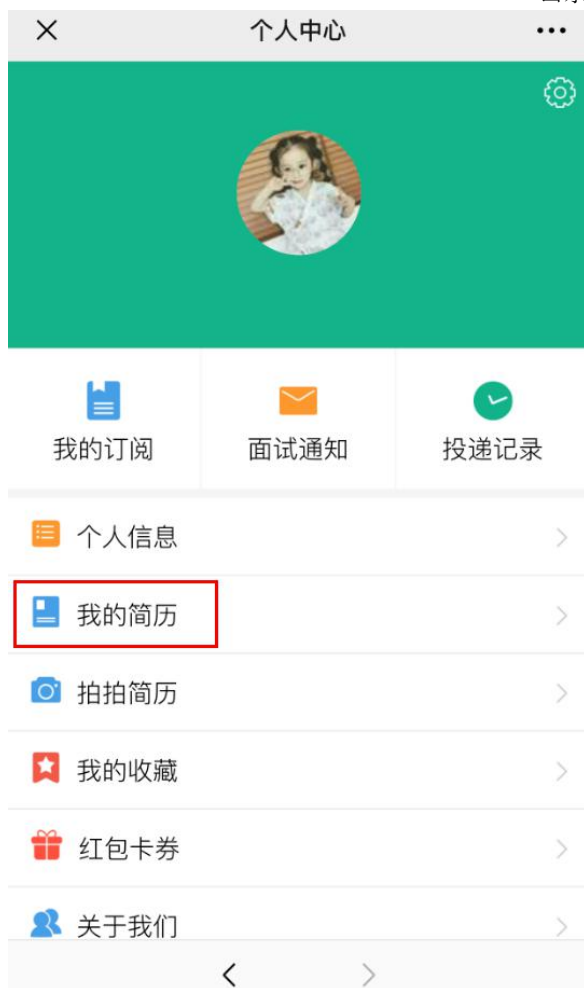 个人中心
我的订阅
面试通知
投递记录
个人信息
我的简历
拍拍简历
我的收藏
红包卡券
关于我们